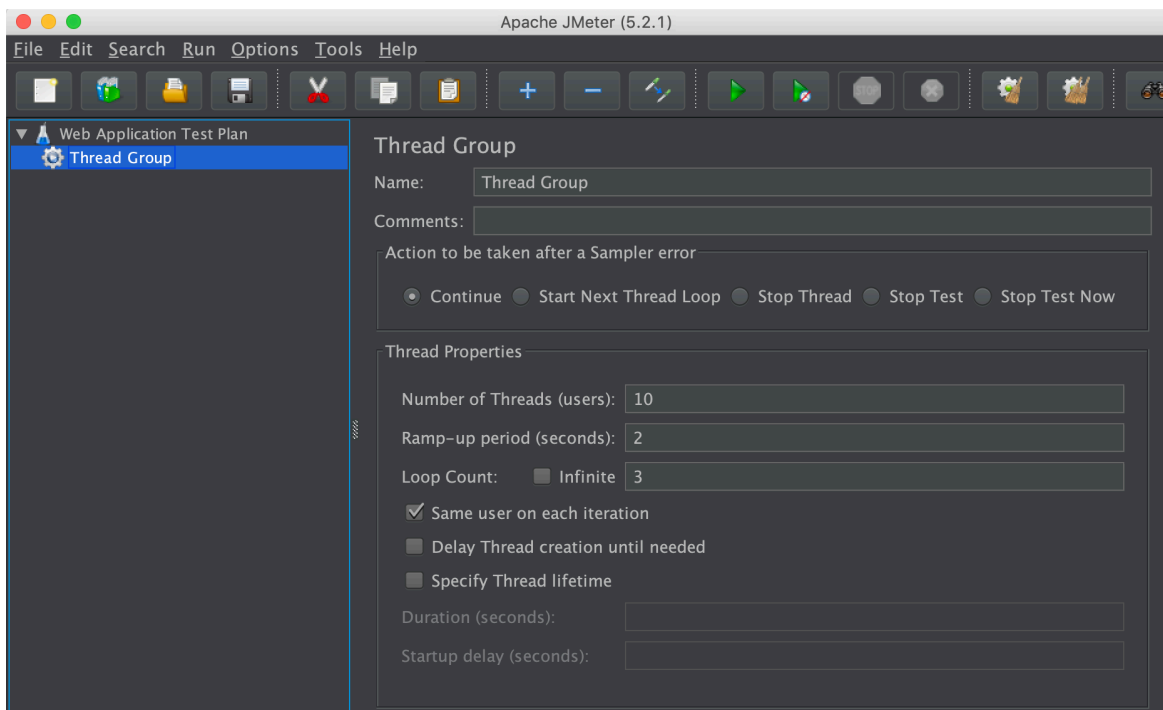 Apache JMeter (5.2.1)
File Edit Search Run Options Tools Help
STOP
Web Application Test Plan
Thread Group
Thread Group
Name: Thread Group
Comments:
Action to be taken after a Sampler error
Continue Start Next Thread Loop Stop Thread Stop Test Stop Test Now
Thread Properties
Number of Threads (users): 10
Ramp-up period (seconds): 2
Loop Count: Infinite 3
Same user on each iteration
Delay Thread creation until needed
Specify Thread lifetime
Duration (seconds):
Startup delay (seconds):